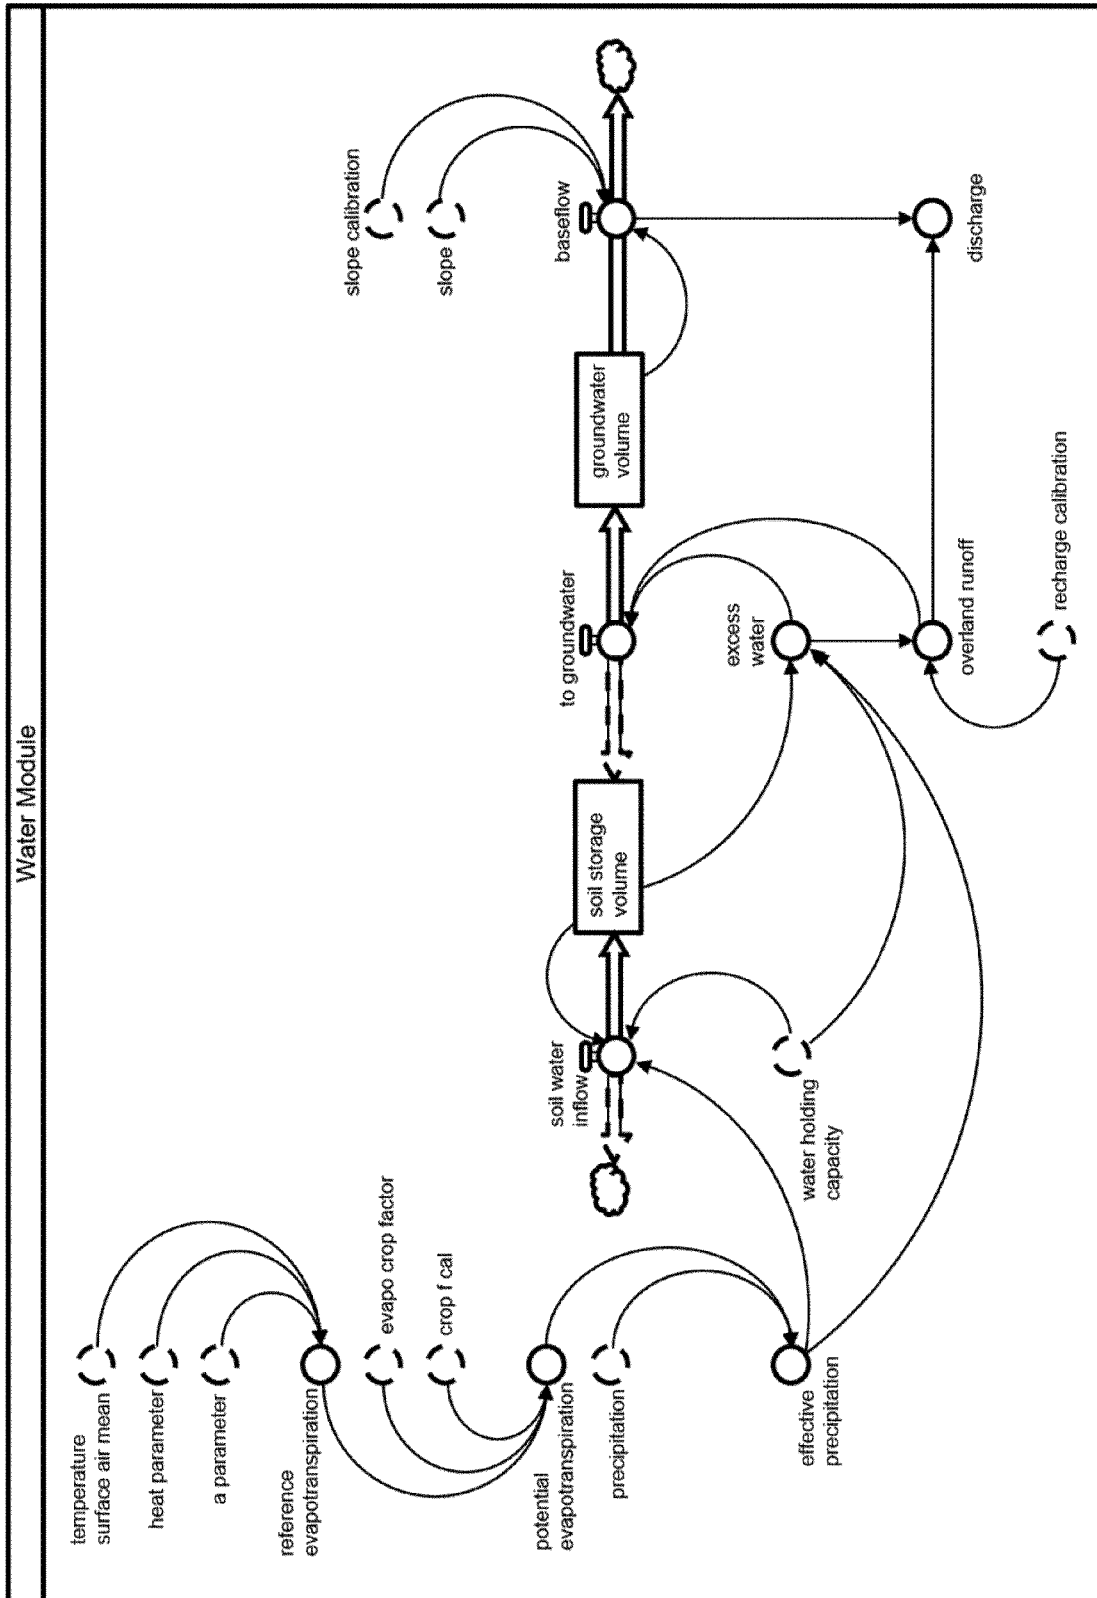 Water Module
temperature
surface air mean
heat parameter
a parameter
reference
evapotranspiration
evapo crop factor
crop f cal
potential
evapotranspiration
precipitation
effective
precipitation
soil water
inflow
water holding
capacity
soil storage
volume
to groundwater
excess
water
overland runoff
recharge calibration
groundwater
volume
slope calibration
slope
baseflow
discharge